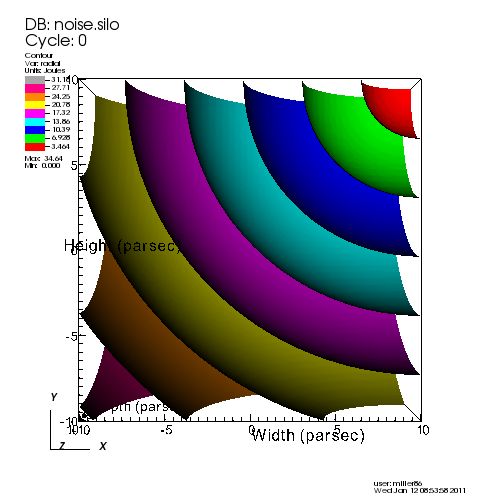 DB: noise.silo
Cycle: 0
Contour
Var: radial
Units: Joules
31.18
27.71
24.25
20.78
17.32
13.86
10.39
6.928
3.464
Max: 34.64
Min: 0.000
10
5
0
-5
-10
Height (parsec)
-10
-5
0
5
10
Width (parsec)
Y
Z X
user: miller86
Wed Jan 12 08:53:58 2011